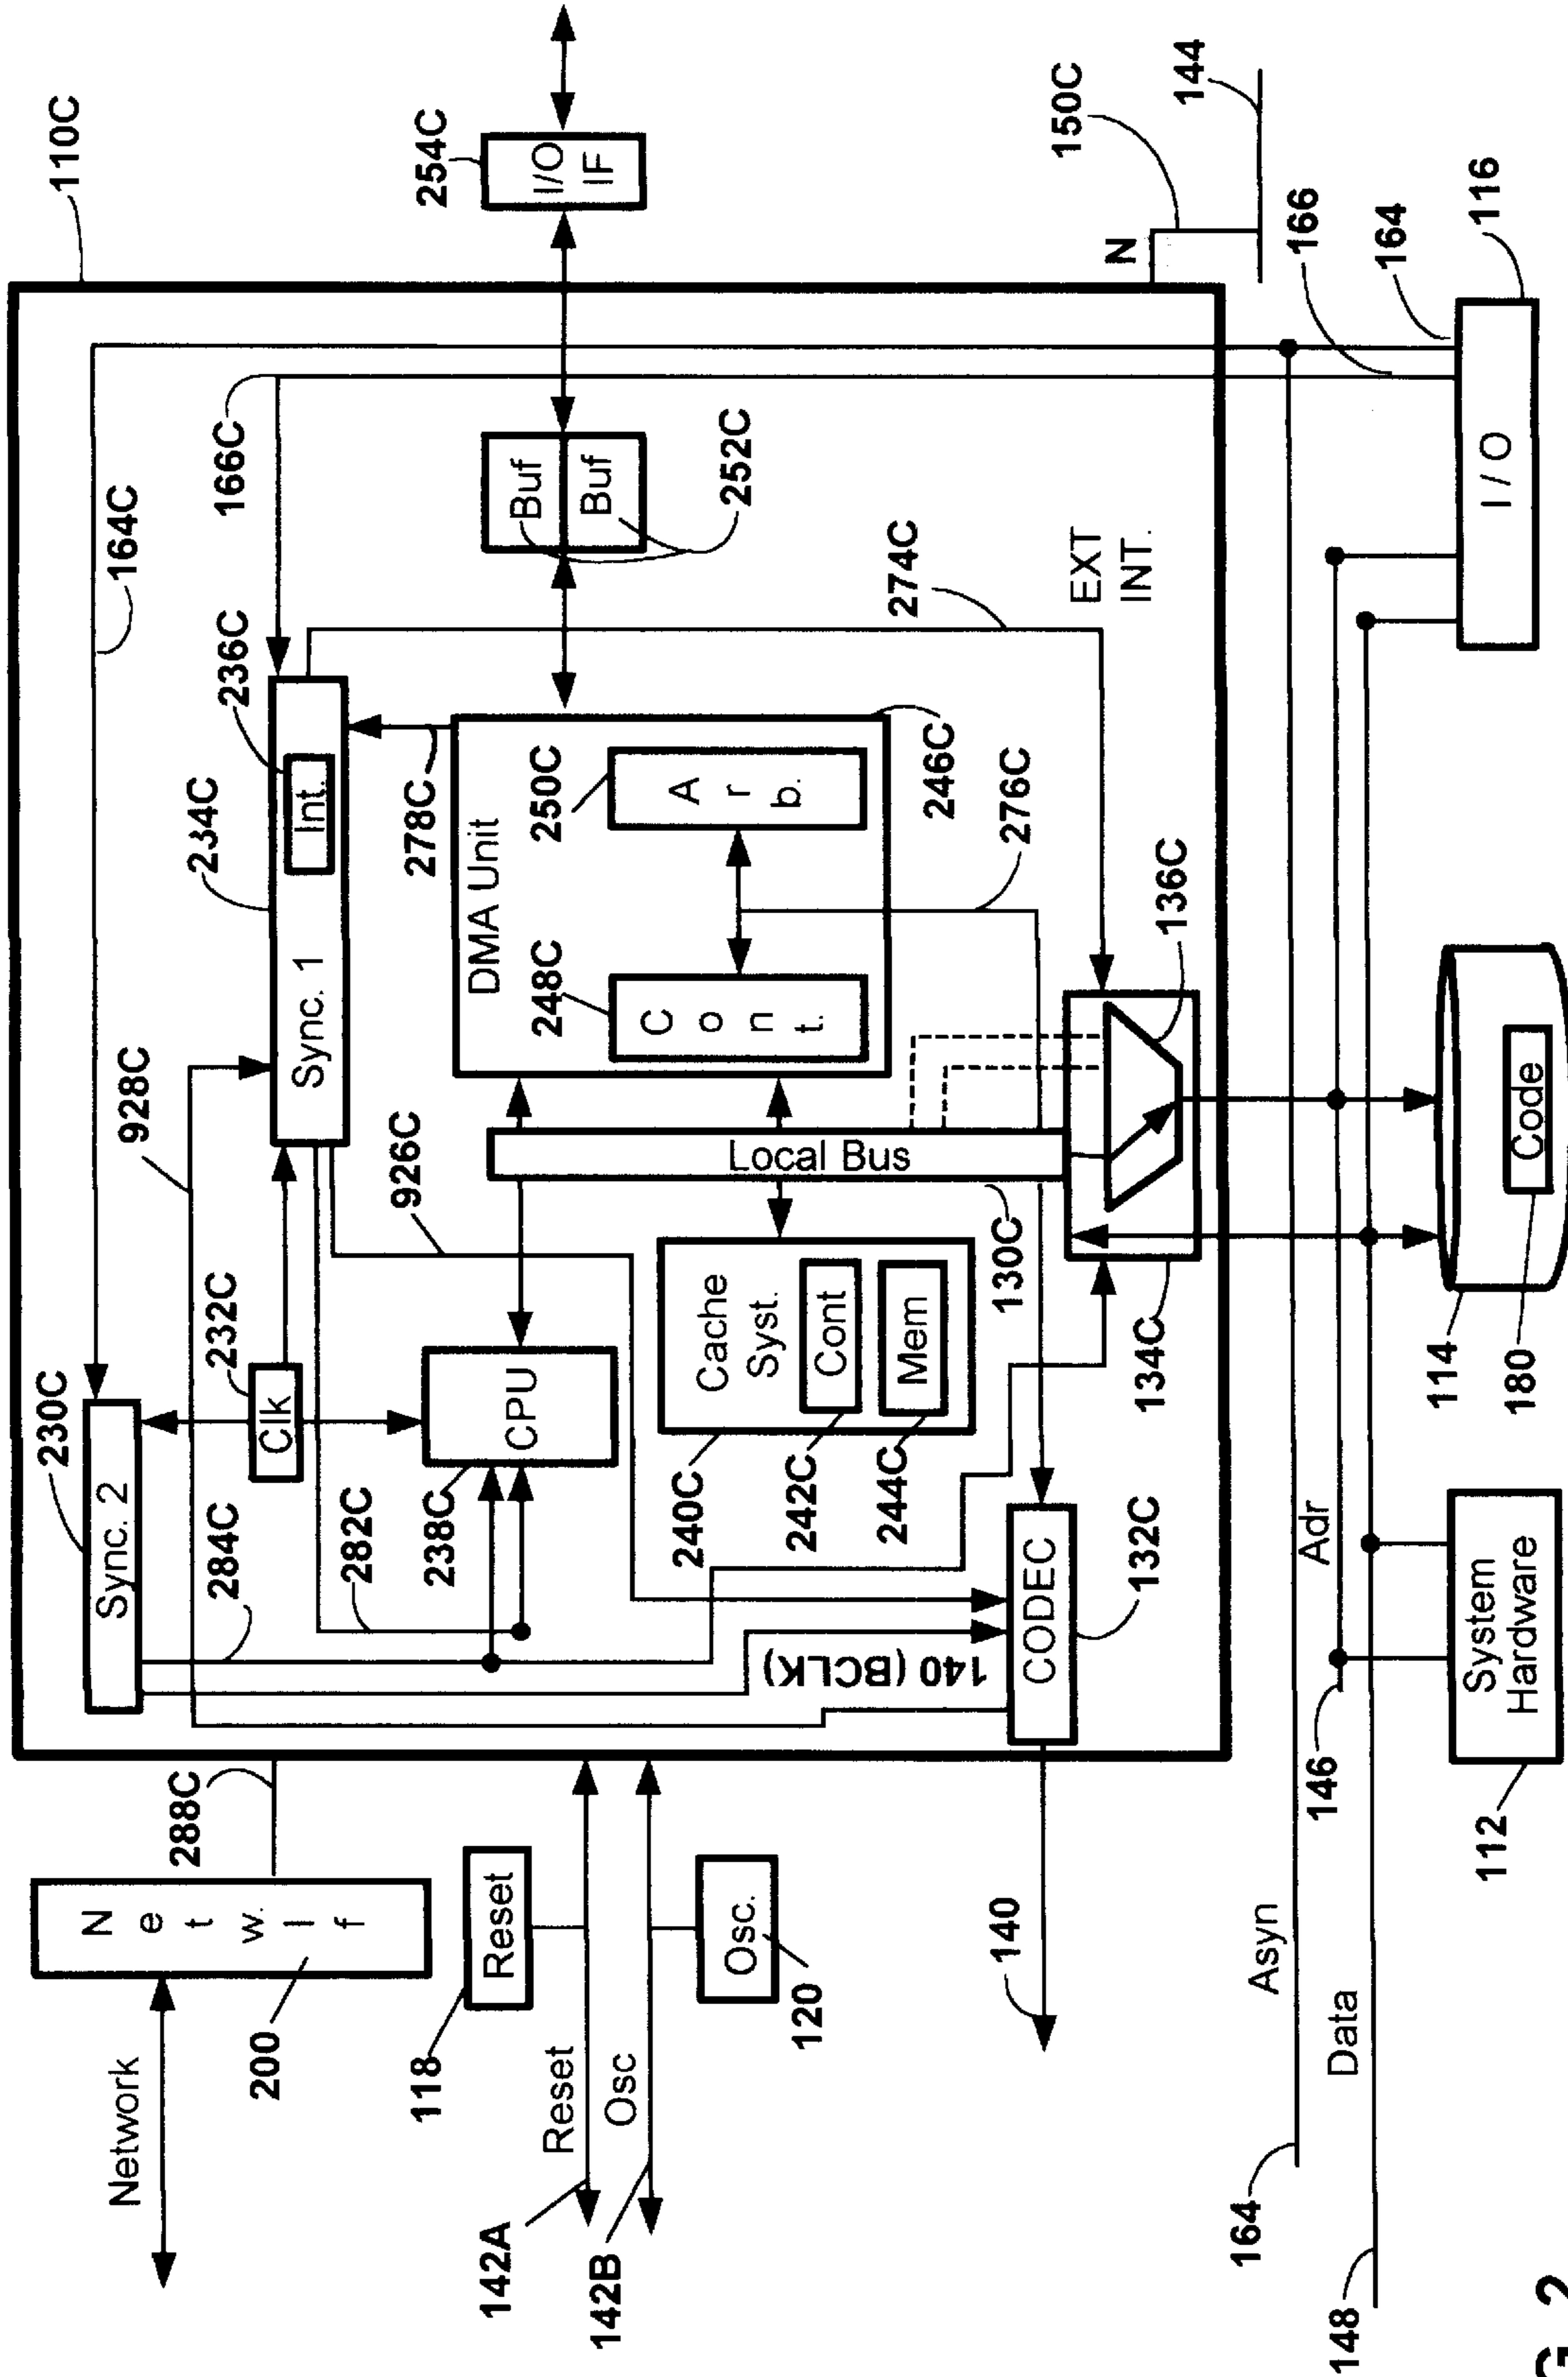 110C
Network
N
e
t
w.
I
f
200
288C
230C
Sync. 2
284C
232C
Clk
928C
164C
234C
236C
Sync. 1
Int.
166C
282C
926C
278C
118
Reset
142A
Reset
142B
Osc
Osc.
120
238C
CPU
DMA Unit
248C
C
o
n
t.
250C
A
r
b.
246C
276C
Buf
Buf
252C
254C
I/O
IF
240C
Cache
Syst.
242C
Cont
244C
Mem
Local Bus
130C
274C
EXT
INT.
140 (BCLK)
CODEC
132C
134C
136C
140
N
150C
144
164
Asyn
146
Adr
148
Data
166
164
116
I / O
112
System
Hardware
114
180
Code
G. 2